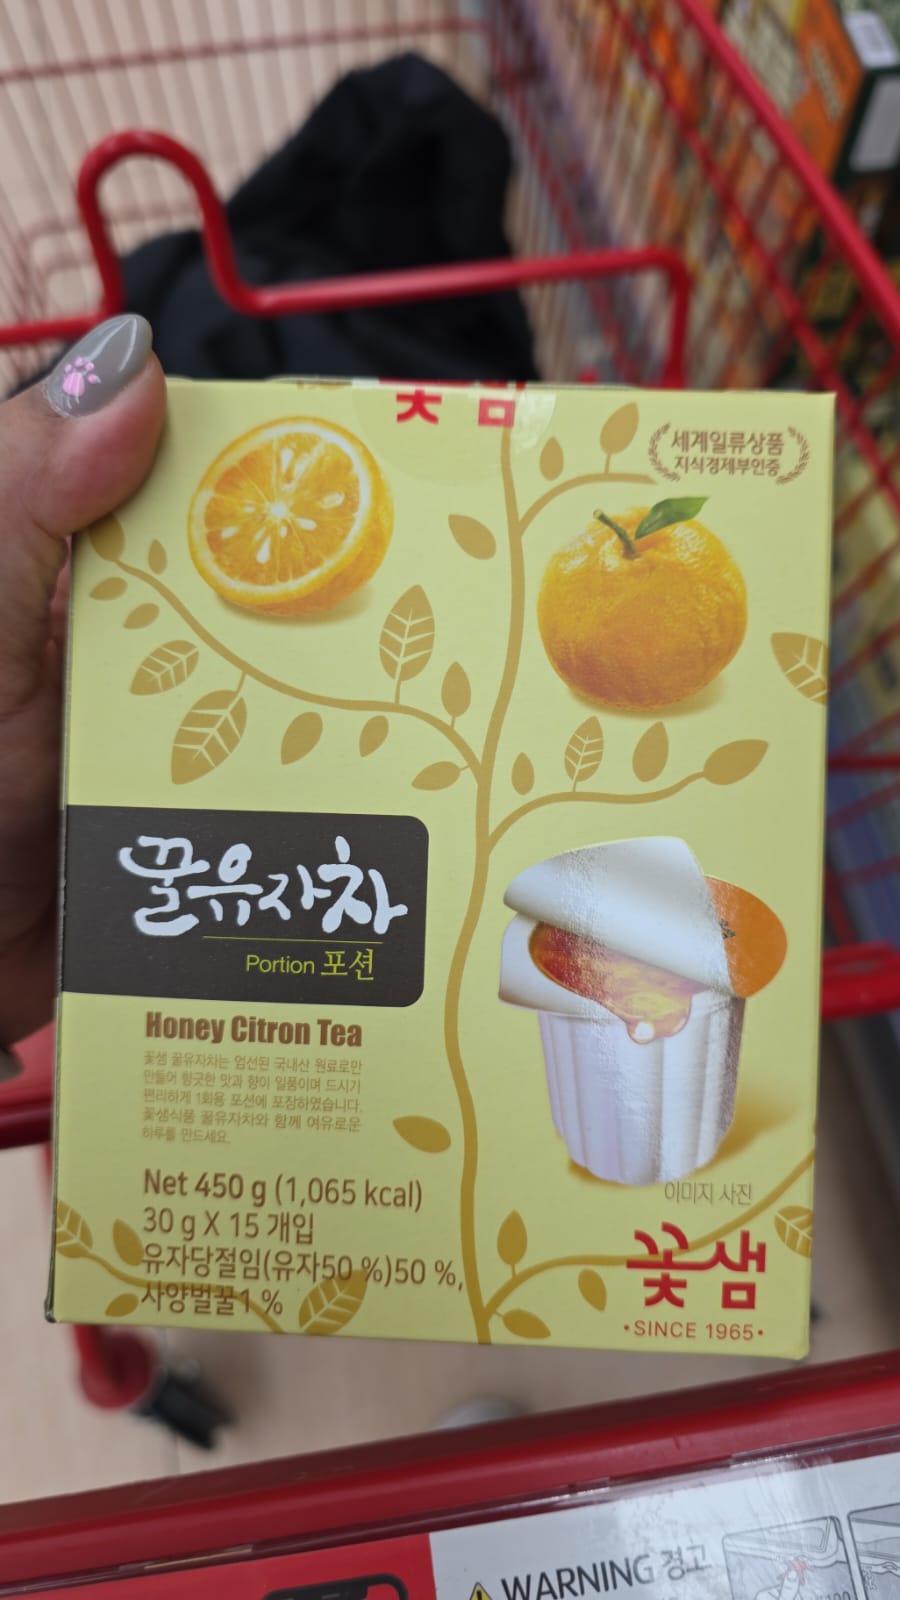 꽃샘
세계일류상품
지식경제부인증
꿀유자차
Portion 포션
Honey Citron Tea
꽃샘 꿀유자차는 엄선된 국내산 원료로만
만들어 향긋한 맛과 향이 일품이며 드시기
편리하게 1회용 포션에 포장하였습니다.
꽃샘식품 꿀유자차와 함께 여유로운
하루를 만드세요.
Net 450 g (1,065 kcal)
30 g X 15 개입
유자당절임(유자50 %)50 %,
사양벌꿀1 %
이미지 사진
꽃샘
•SINCE 1965•
WARNING 경고